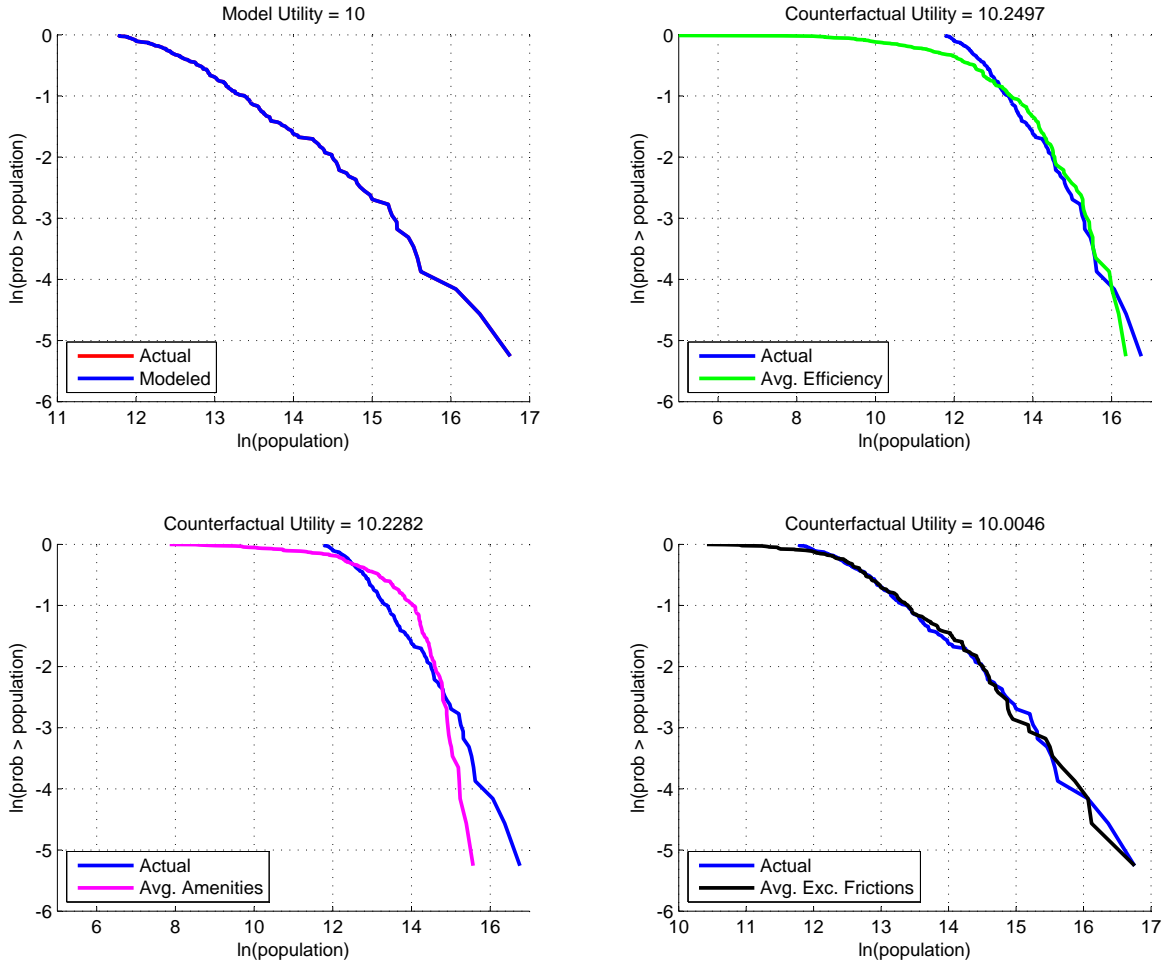 Model Utility = 10
0
-1
-2
-3
-4
-5
-6
ln(prob > population)
Actual
Modeled
11 12 13 14 15 16 17
ln(population)
Counterfactual Utility = 10.2497
0
-1
-2
-3
-4
-5
-6
ln(prob > population)
Actual
Avg. Efficiency
6 8 10 12 14 16
ln(population)
Counterfactual Utility = 10.2282
0
-1
-2
-3
-4
-5
-6
ln(prob > population)
Actual
Avg. Amenities
6 8 10 12 14 16
ln(population)
Counterfactual Utility = 10.0046
0
-1
-2
-3
-4
-5
-6
ln(prob > population)
Actual
Avg. Exc. Frictions
10 11 12 13 14 15 16 17
ln(population)